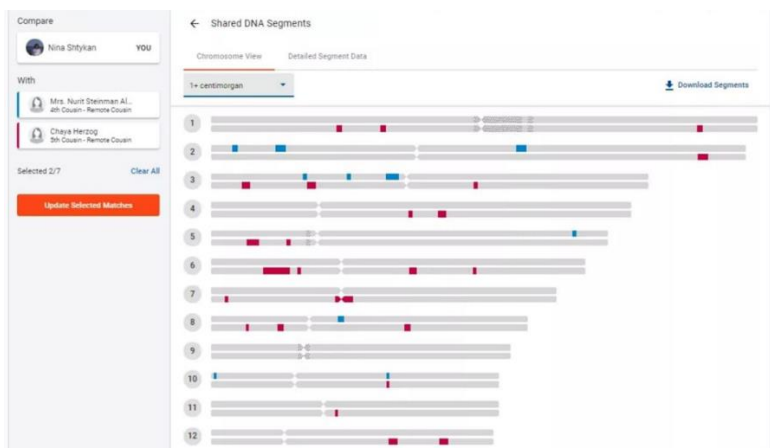 Compare
Nina Shtykan YOU
With
Mrs. Nurit Steinman Al...
4th Cousin - Remote Cousin
Chaya Herzog
5th Cousin - Remote Cousin
Selected 2/7 Clear All
Update Selected Matches
← Shared DNA Segments
Chromosome View Detailed Segment Data
1+ centimorgan Download Segments
1
2
3
4
5
6
7
8
9
10
11
12